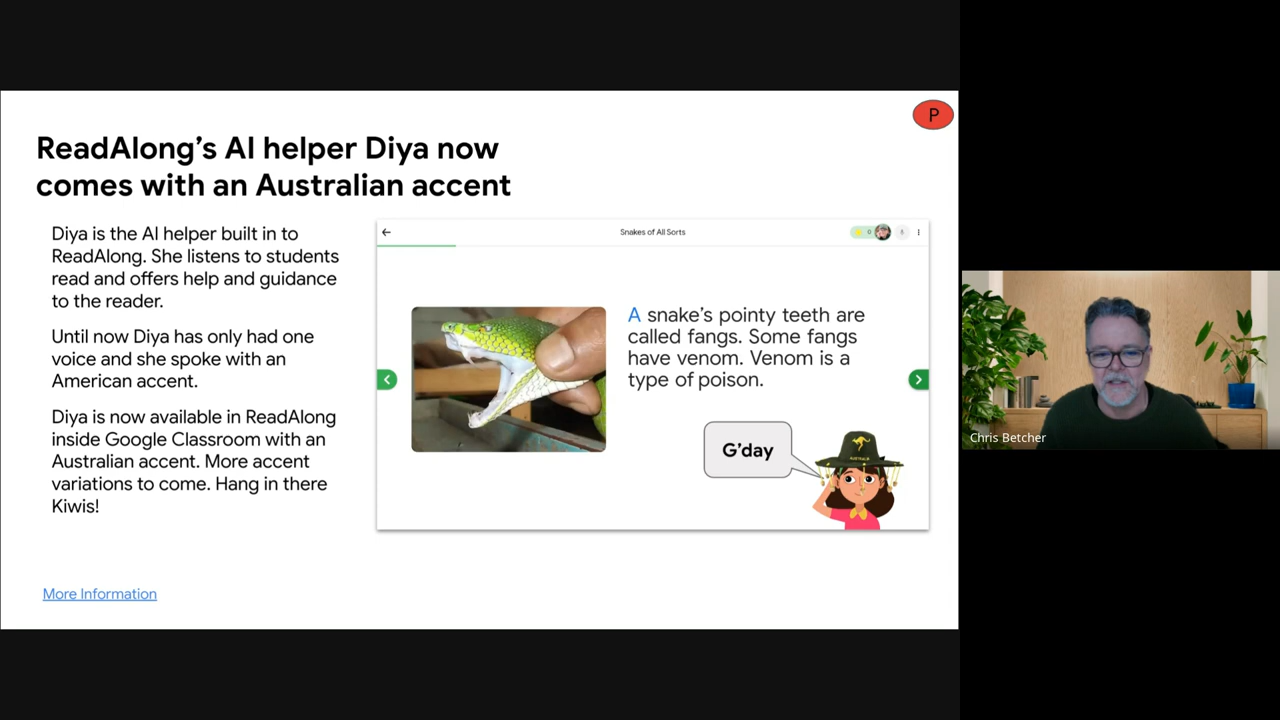 P
ReadAlong’s AI helper Diya now
comes with an Australian accent
Diya is the AI helper built in to
ReadAlong. She listens to students
read and offers help and guidance
to the reader.
Until now Diya has only had one
voice and she spoke with an
American accent.
Diya is now available in ReadAlong
inside Google Classroom with an
Australian accent. More accent
variations to come. Hang in there
Kiwis!
More Information
Snakes of All Sorts
0
A snake’s pointy teeth are
called fangs. Some fangs
have venom. Venom is a
type of poison.
G’day
AUSTRALIA
Chris Betcher